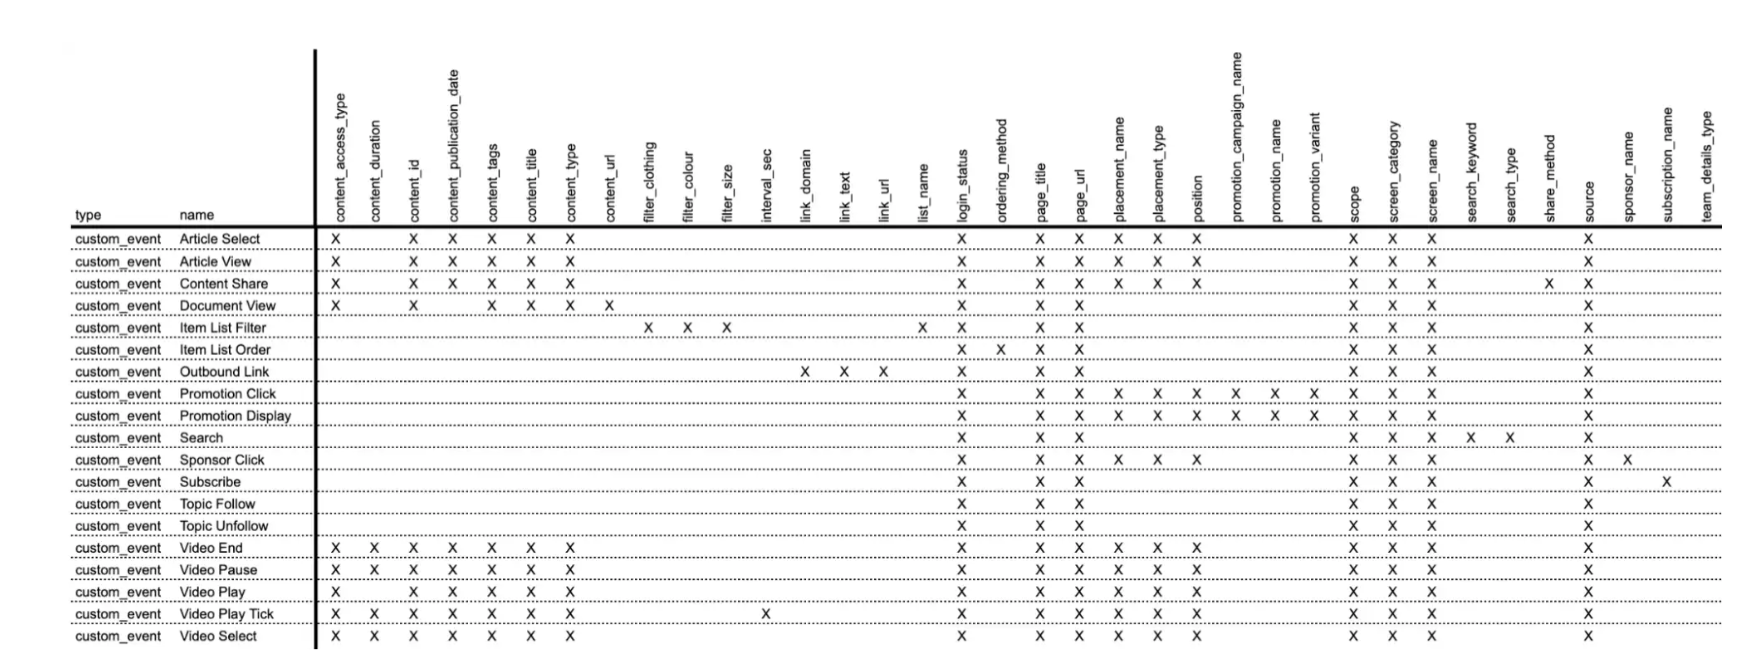 type name content_access_type content_duration content_id content_publication_date content_tags content_title content_type content_url filter_clothing filter_colour filter_size interval_sec link_domain link_text link_url list_name login_status ordering_method page_title page_url placement_name placement_type position promotion_campaign_name promotion_name promotion_variant scope screen_category screen_name search_keyword search_type share_method source sponsor_name subscription_name team_details_type
custom_event Article Select X X X X X X X X X X X X X X X X
custom_event Article View X X X X X X X X X X X X X X X X
custom_event Content Share X X X X X X X X X X X X X X X X X
custom_event Document View X X X X X X X X X X X X X
custom_event Item List Filter X X X X X X X X X X X
custom_event Item List Order X X X X X X X X
custom_event Outbound Link X X X X X X X X X X
custom_event Promotion Click X X X X X X X X X X X X X
custom_event Promotion Display X X X X X X X X X X X X X
custom_event Search X X X X X X X X X
custom_event Sponsor Click X X X X X X X X X X X
custom_event Subscribe X X X X X X X X
custom_event Topic Follow X X X X X X X
custom_event Topic Unfollow X X X X X X X
custom_event Video End X X X X X X X X X X X X X X X X X
custom_event Video Pause X X X X X X X X X X X X X X X X X
custom_event Video Play X X X X X X X X X X X X X X X X
custom_event Video Play Tick X X X X X X X X X X X X X X X X X X
custom_event Video Select X X X X X X X X X X X X X X X X X